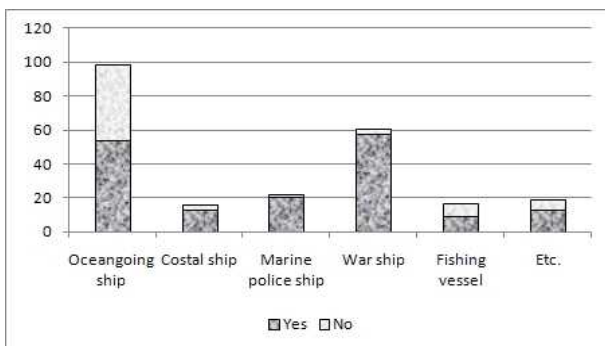 120
100
80
60
40
20
0
Oceangoing ship
Costal ship
Marine police ship
War ship
Fishing vessel
Etc.
Yes
No